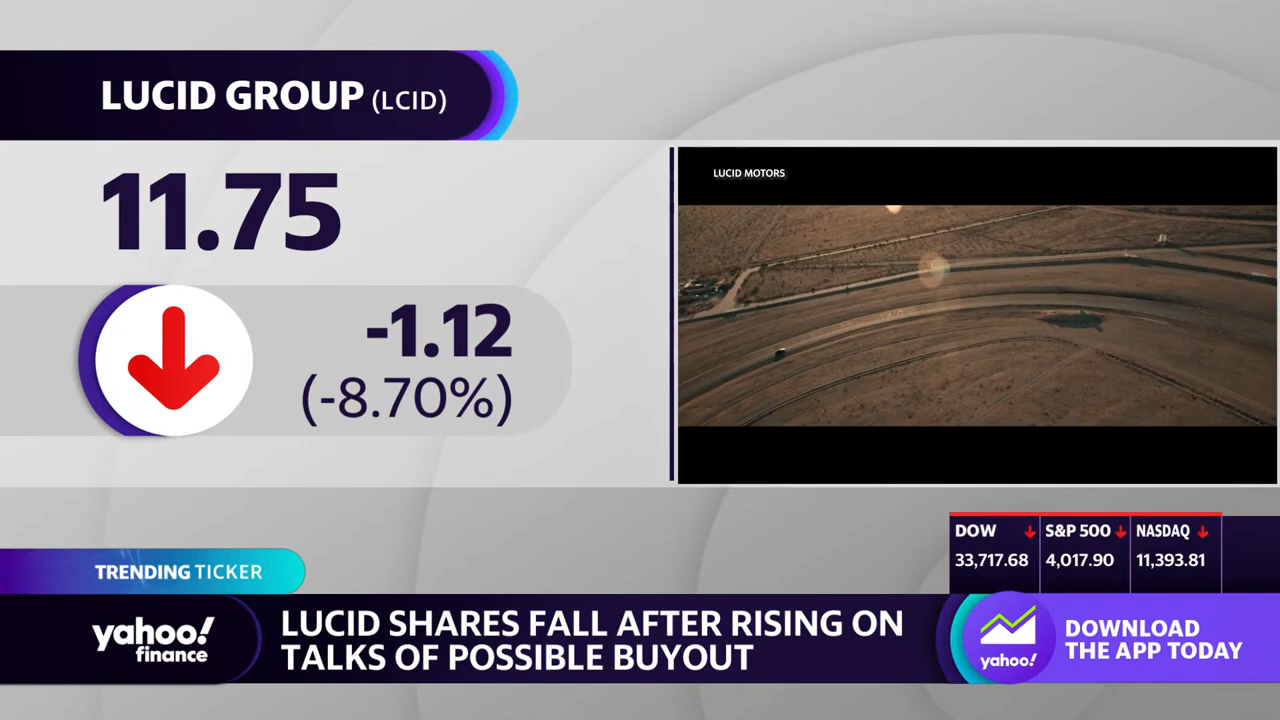 LUCID GROUP (LCID)
11.75
-1.12
(-8.70%)
LUCID MOTORS
DOW
33,717.68
S&P 500
4,017.90
NASDAQ
11,393.81
TRENDING TICKER
yahoo!
finance
LUCID SHARES FALL AFTER RISING ON
TALKS OF POSSIBLE BUYOUT
yahoo!
DOWNLOAD
THE APP TODAY